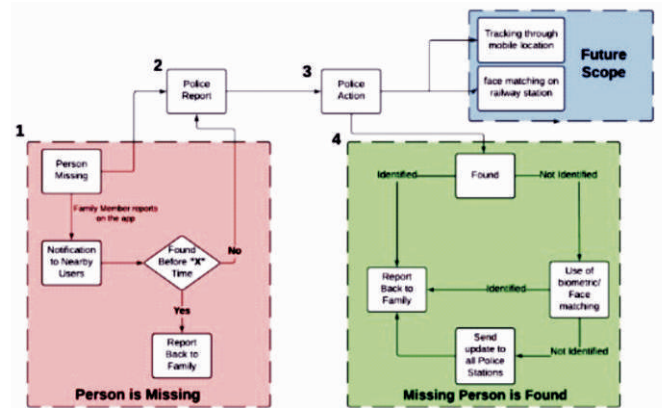 Tracking through
mobile location
Future
Scope
face matching on
railway station
2
Police
Report
3
Police
Action
1
Person
Missing
Family Member reports
on the app
Notification
to Nearby
Users
Found
Before "X"
Time
No
Yes
Report
Back to
Family
Person is Missing
4
Identified
Found
Not Identified
Report
Back to
Family
Identified
Use of
biometric/
Face
matching
Not Identified
Send
update to
all Police
Stations
Missing Person is Found